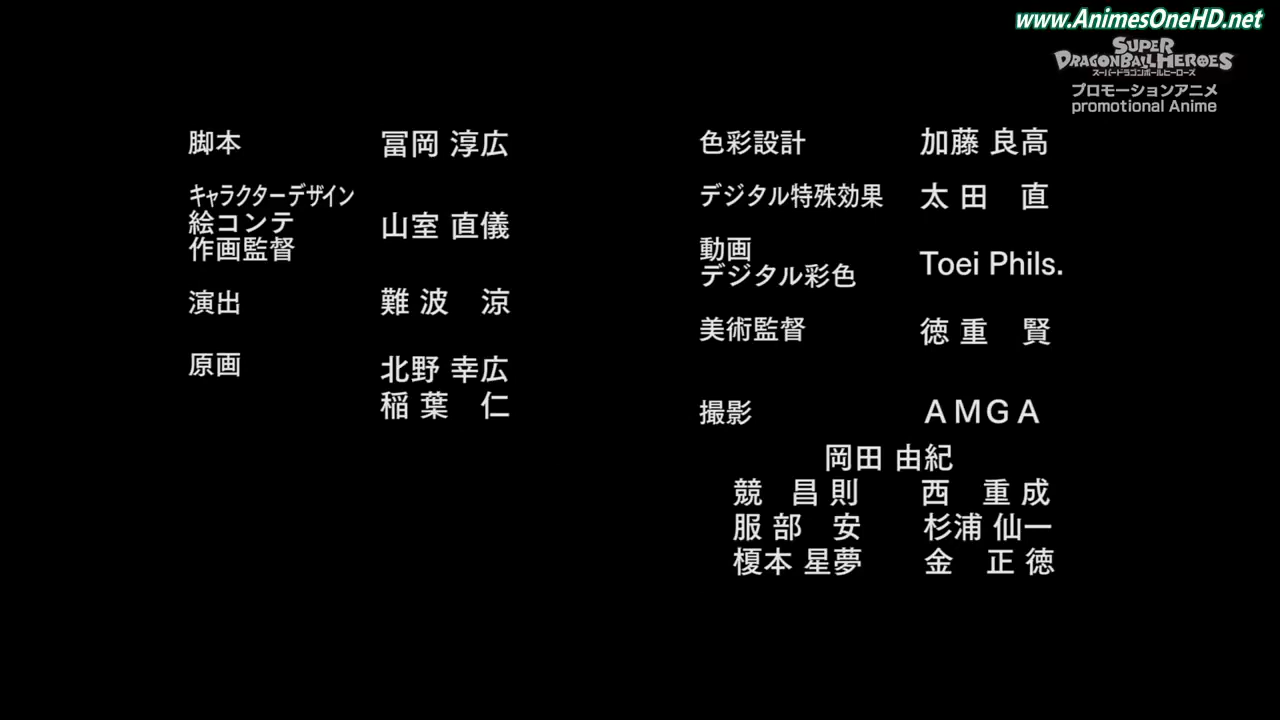 www.AnimesOneHD.net
SUPER
DRAGONBALL HEROES
スーパードラゴンボールヒーローズ
プロモーションアニメ
promotional Anime
脚本 冨岡 淳広
キャラクターデザイン
絵コンテ
作画監督
山室 直儀
演出 難波 涼
原画 北野 幸広
稲葉 仁
色彩設計 加藤 良高
デジタル特殊効果 太田 直
動画
デジタル彩色
Toei Phils.
美術監督 徳重 賢
撮影 AMGA
岡田 由紀
競 昌則 西 重成
服部 安 杉浦 仙一
榎本 星夢 金 正徳